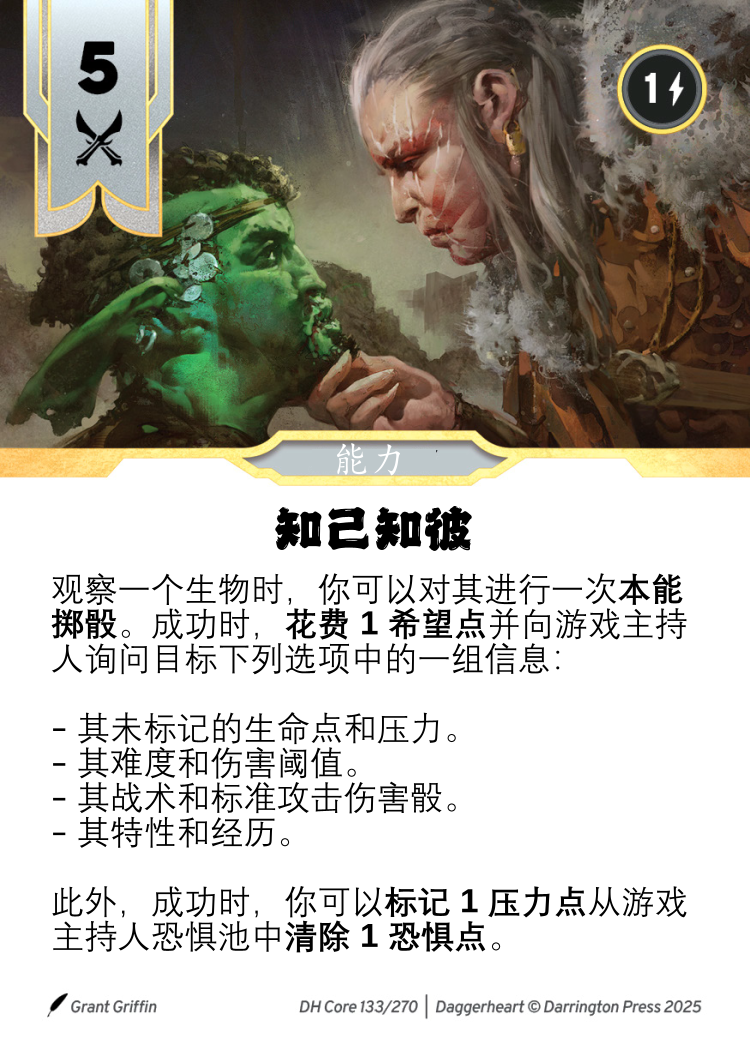 5
1
能力
知己知彼
观察一个生物时，你可以对其进行一次本能
掷骰。成功时，花费 1 希望点并向游戏主持
人询问目标下列选项中的一组信息：
– 其未标记的生命点和压力。
– 其难度和伤害阈值。
– 其战术和标准攻击伤害骰。
– 其特性和经历。
此外，成功时，你可以标记 1 压力点从游戏
主持人恐惧池中清除 1 恐惧点。
Grant Griffin
DH Core 133/270 | Daggerheart © Darrington Press 2025